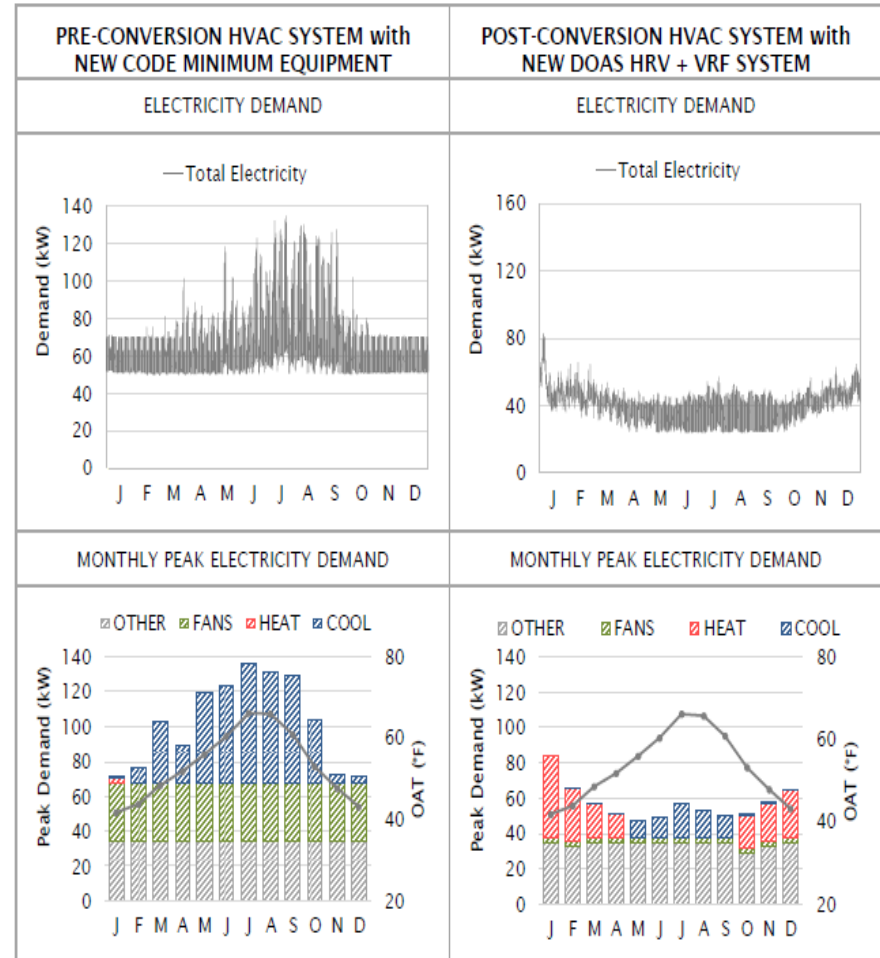 PRE-CONVERSION HVAC SYSTEM with
NEW CODE MINIMUM EQUIPMENT
POST-CONVERSION HVAC SYSTEM with
NEW DOAS HRV + VRF SYSTEM
ELECTRICITY DEMAND
ELECTRICITY DEMAND
Total Electricity
Demand (kW)
140
120
100
80
60
40
20
0
J F M A M J J A S O N D
Total Electricity
Demand (kW)
160
120
80
40
0
J F M A M J J A S O N D
MONTHLY PEAK ELECTRICITY DEMAND
MONTHLY PEAK ELECTRICITY DEMAND
OTHER FANS HEAT COOL
Peak Demand (kW)
140
120
100
80
60
40
20
0
80
60
40
20
OAT (°F)
J F M A M J J A S O N D
OTHER FANS HEAT COOL
Peak Demand (kW)
140
120
100
80
60
40
20
0
80
60
40
20
OAT (°F)
J F M A M J J A S O N D